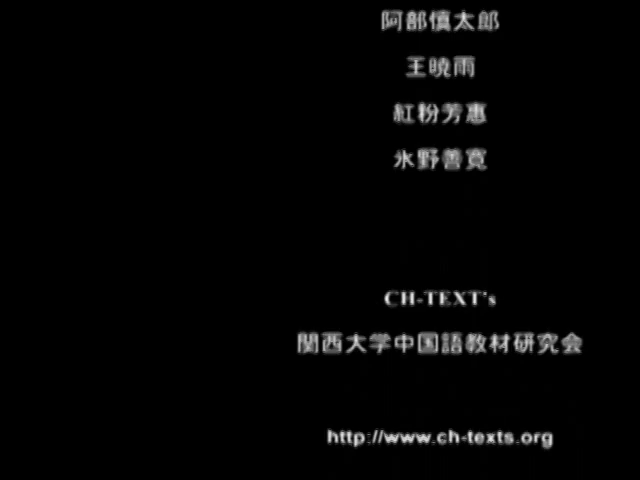 阿部慎太郎
王暁雨
紅粉芳惠
氷野善寛
CH-TEXT's
関西大学中国語教材研究会
http://www.ch-texts.org